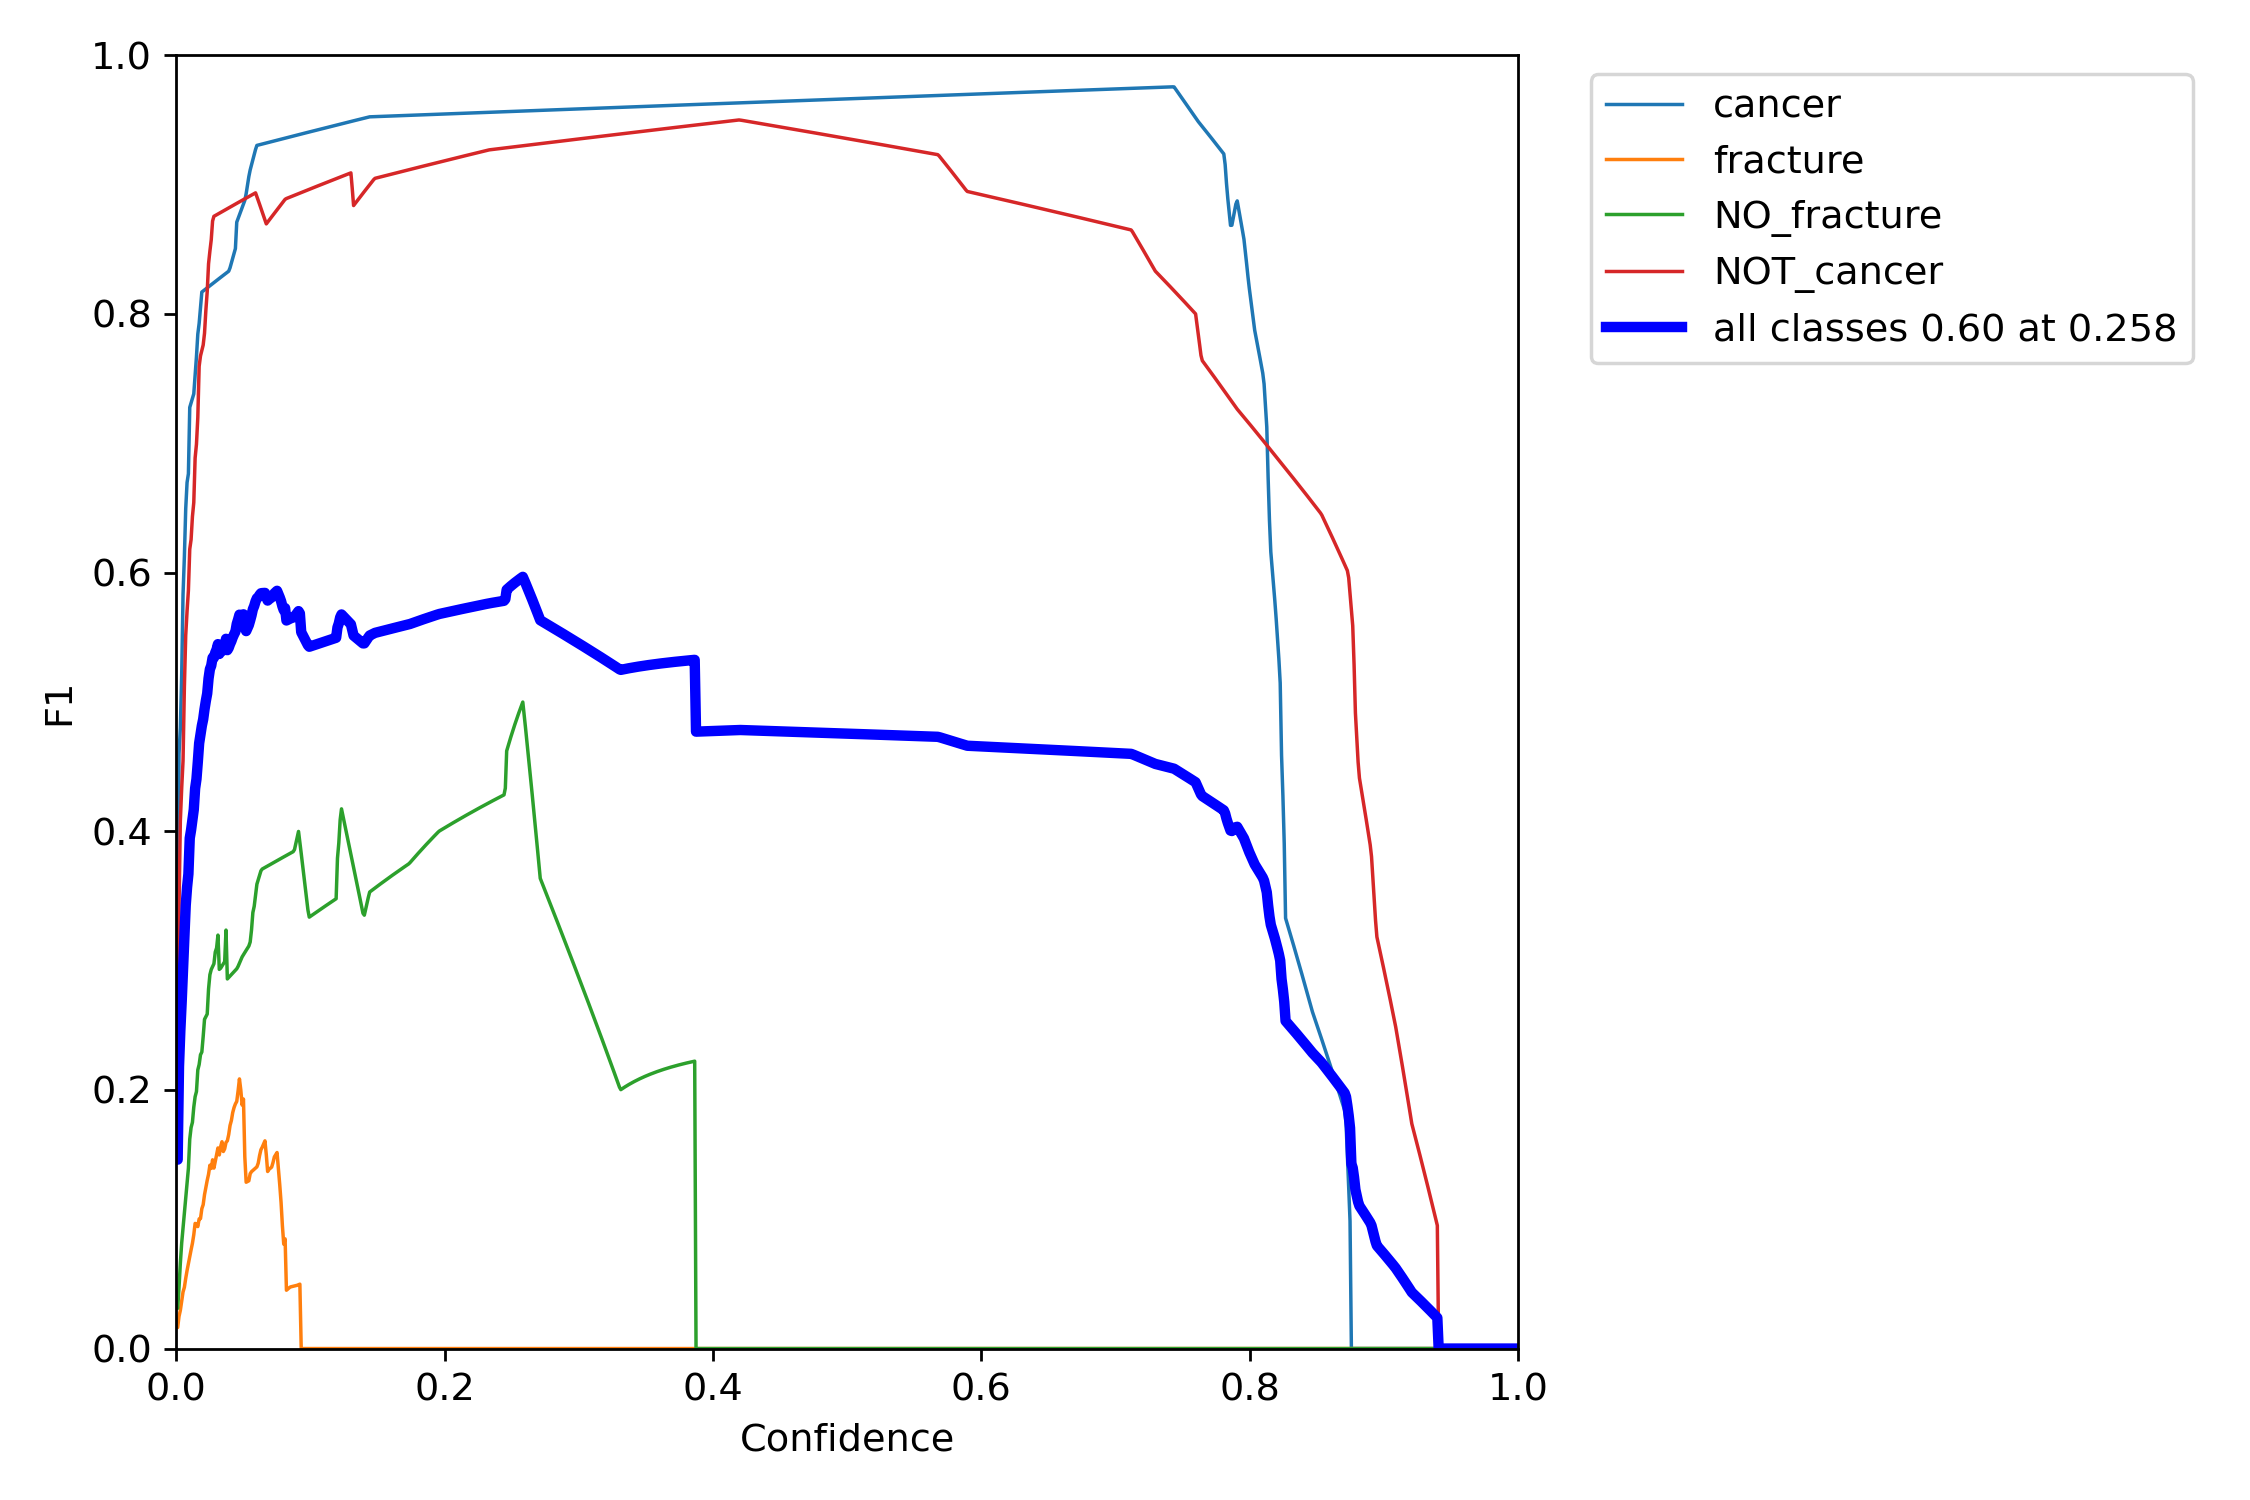 1.0
0.8
0.6
0.4
0.2
0.0
F1
0.0 0.2 0.4 0.6 0.8 1.0
Confidence
cancer
fracture
NO_fracture
NOT_cancer
all classes 0.60 at 0.258